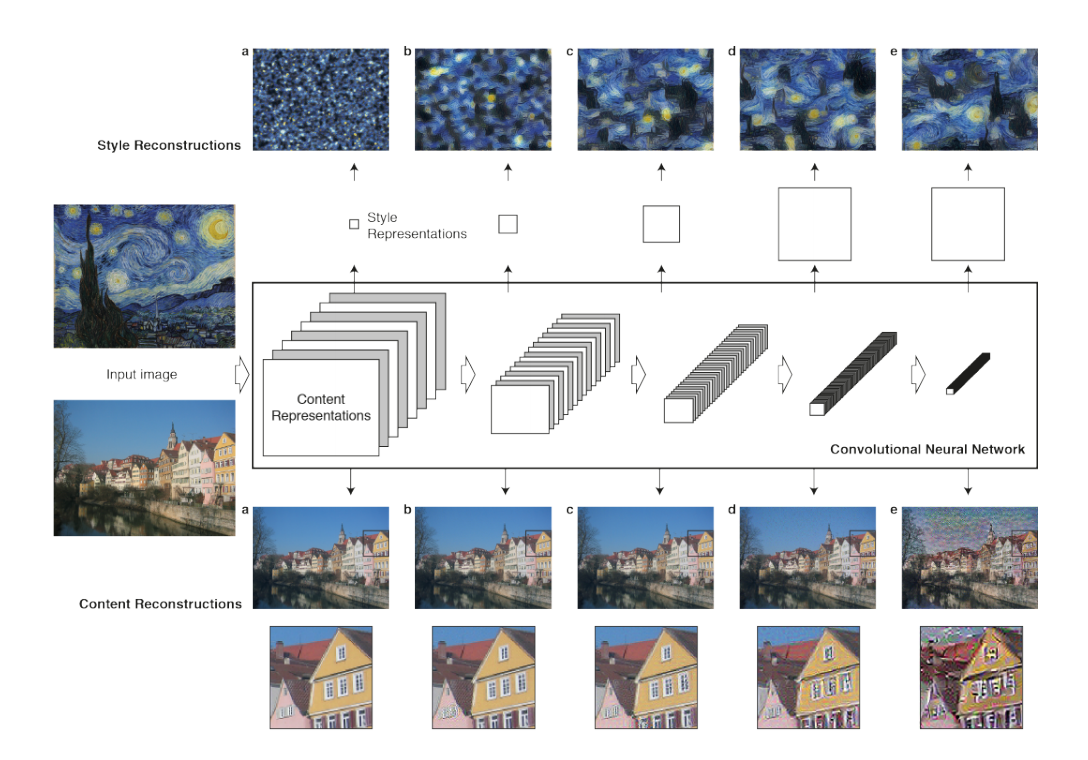 a b c d e
Style Reconstructions
Style
Representations
Input image
Content
Representations
Convolutional Neural Network
a b c d e
Content Reconstructions